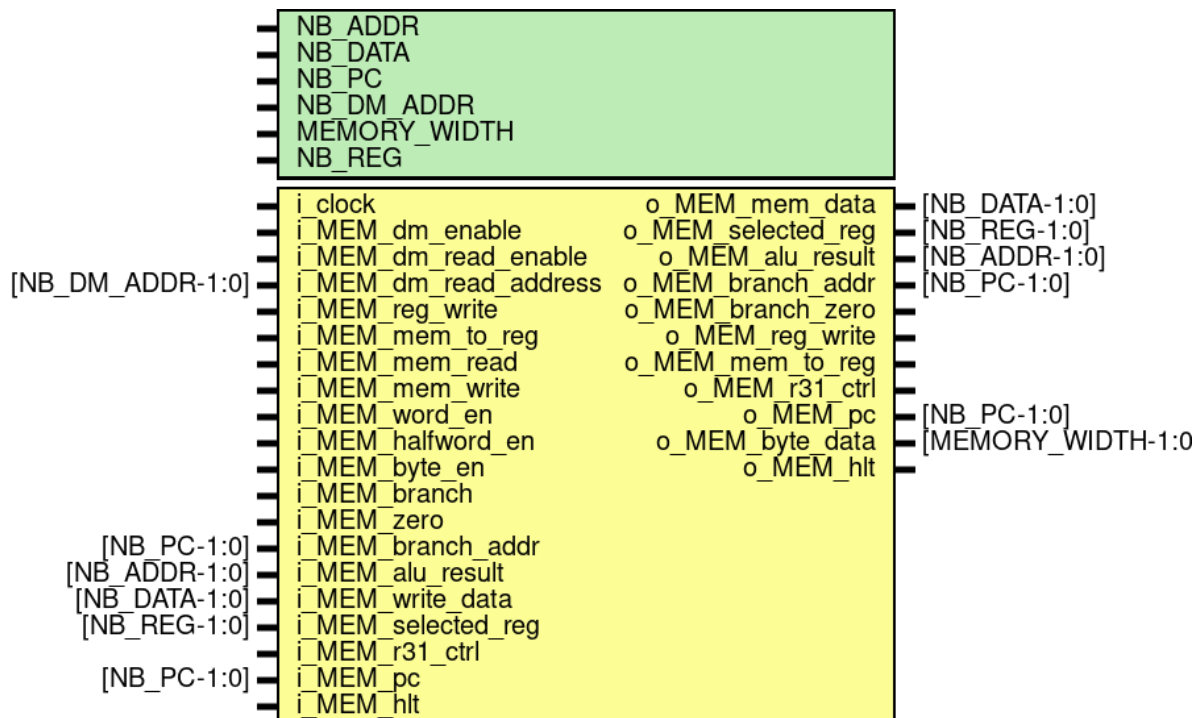 NB_ADDR
NB_DATA
NB_PC
NB_DM_ADDR
MEMORY_WIDTH
NB_REG
i_clock o_MEM_mem_data [NB_DATA-1:0]
i_MEM_dm_enable o_MEM_selected_reg [NB_REG-1:0]
i_MEM_dm_read_enable o_MEM_alu_result [NB_ADDR-1:0]
[NB_DM_ADDR-1:0] i_MEM_dm_read_address o_MEM_branch_addr [NB_PC-1:0]
i_MEM_reg_write o_MEM_branch_zero
i_MEM_mem_to_reg o_MEM_reg_write
i_MEM_mem_read o_MEM_mem_to_reg
i_MEM_mem_write o_MEM_r31_ctrl
i_MEM_word_en o_MEM_pc [NB_PC-1:0]
i_MEM_halfword_en o_MEM_byte_data [MEMORY_WIDTH-1:0
i_MEM_byte_en o_MEM_hlt
i_MEM_branch
i_MEM_zero
[NB_PC-1:0] i_MEM_branch_addr
[NB_ADDR-1:0] i_MEM_alu_result
[NB_DATA-1:0] i_MEM_write_data
[NB_REG-1:0] i_MEM_selected_reg
i_MEM_r31_ctrl
[NB_PC-1:0] i_MEM_pc
i_MEM_hlt